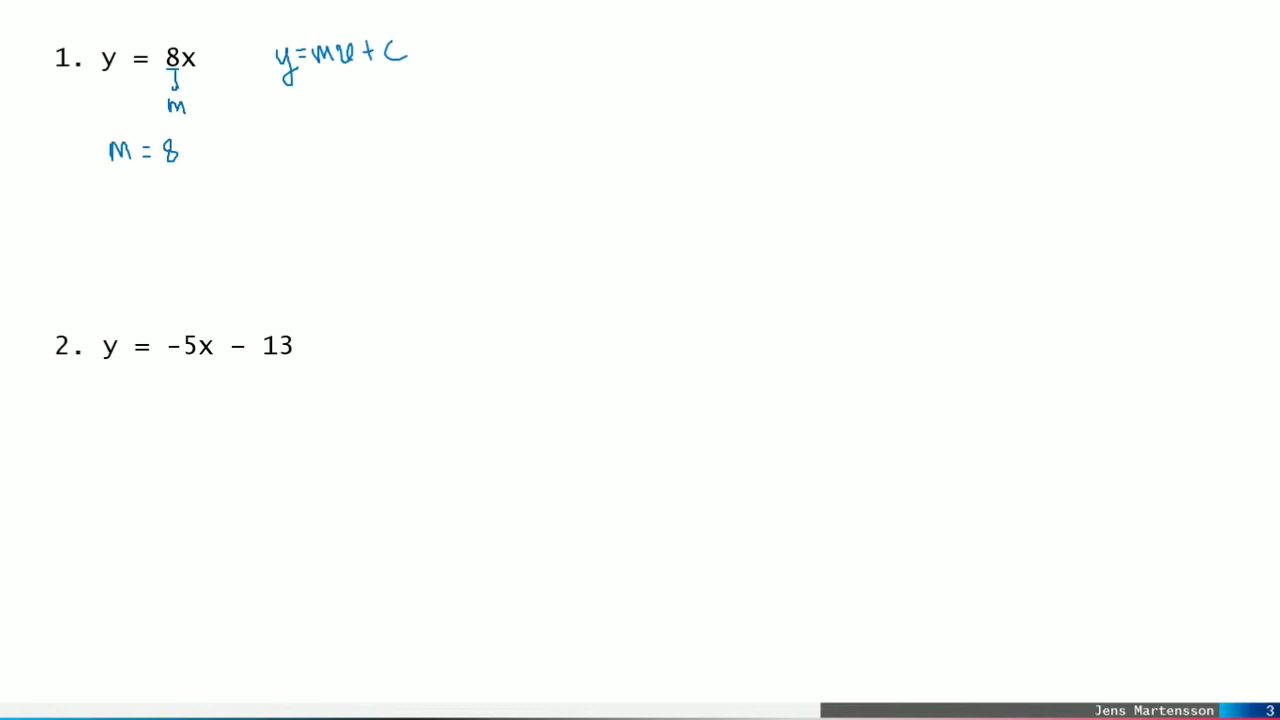 1. y = 8x y=mx+c
m
m = 8
2. y = -5x - 13
Jens Martensson 3